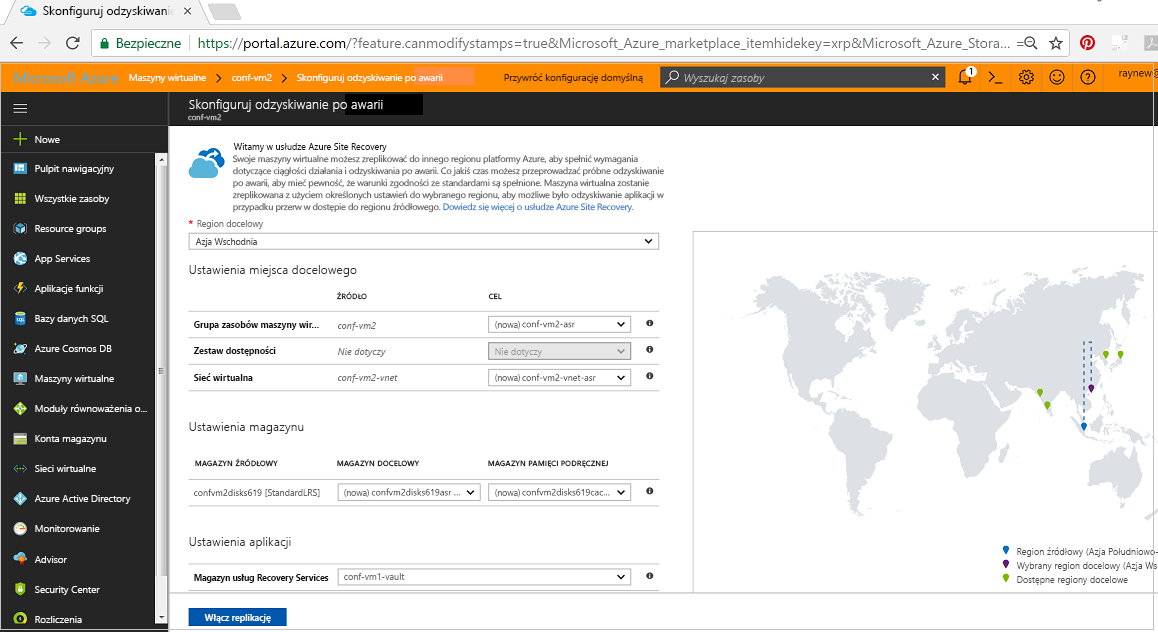 Skonfiguruj odzyskiwanie
Bezpieczne
https://portal.azure.com/?feature.canmodifystamps=true&Microsoft_Azure_marketplace_itemhidekey=xrp&Microsoft_Azure_Stora...
Microsoft Azure Maszyny wirtualne > conf-vm2 > Skonfiguruj odzyskiwanie po awarii
Przywróć konfigurację domyślną
Wyszukaj zasoby
1
raynew@
Skonfiguruj odzyskiwanie po awarii
conf-vm2
Nowe
Pulpit nawigacyjny
Wszystkie zasoby
Resource groups
App Services
Aplikacje funkcji
Bazy danych SQL
Azure Cosmos DB
Maszyny wirtualne
Moduły równoważenia o...
Konta magazynu
Sieci wirtualne
Azure Active Directory
Monitorowanie
Advisor
Security Center
Rozliczenia
Witamy w usłudze Azure Site Recovery
Swoje maszyny wirtualne możesz zreplikować do innego regionu platformy Azure, aby spełnić wymagania
dotyczące ciągłości działania i odzyskiwania po awarii. Co jakiś czas możesz przeprowadzać próbne odzyskiwanie
po awarii, aby mieć pewność, że warunki zgodności ze standardami są spełnione. Maszyna wirtualna zostanie
zreplikowana z użyciem określonych ustawień do wybranego regionu, aby możliwe było odzyskiwanie aplikacji w
przypadku przerw w dostępie do regionu źródłowego. Dowiedz się więcej o usłudze Azure Site Recovery.
* Region docelowy
Azja Wschodnia
Ustawienia miejsca docelowego
ŹRÓDŁO CEL
Grupa zasobów maszyny wir... conf-vm2 (nowa) conf-vm2-asr
Zestaw dostępności Nie dotyczy Nie dotyczy
Sieć wirtualna conf-vm2-vnet (nowa) conf-vm2-vnet-asr
Ustawienia magazynu
MAGAZYN ŹRÓDŁOWY MAGAZYN DOCELOWY MAGAZYN PAMIĘCI PODRĘCZNEJ
confvm2disks619 [StandardLRS] (nowa) confvm2disks619asr ... (nowa) confvm2disks619cac...
Ustawienia aplikacji
Magazyn usług Recovery Services conf-vm1-vault
Włącz replikację
Region źródłowy (Azja Południowo-
Wybrany region docelowy (Azja Ws
Dostępne regiony docelowe